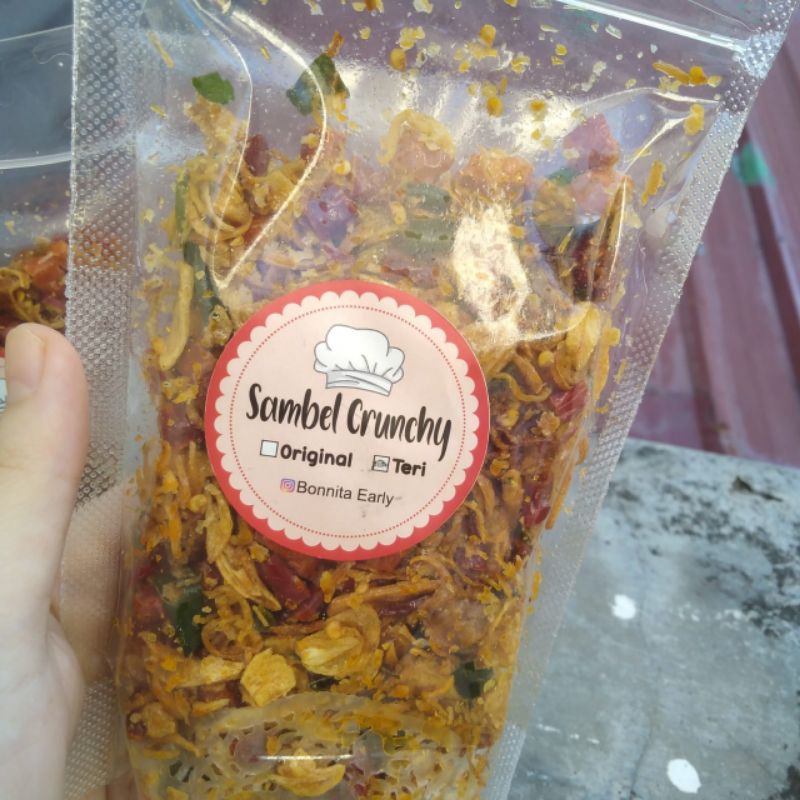 Sambel Crunchy
Original Teri
Bonnita Early